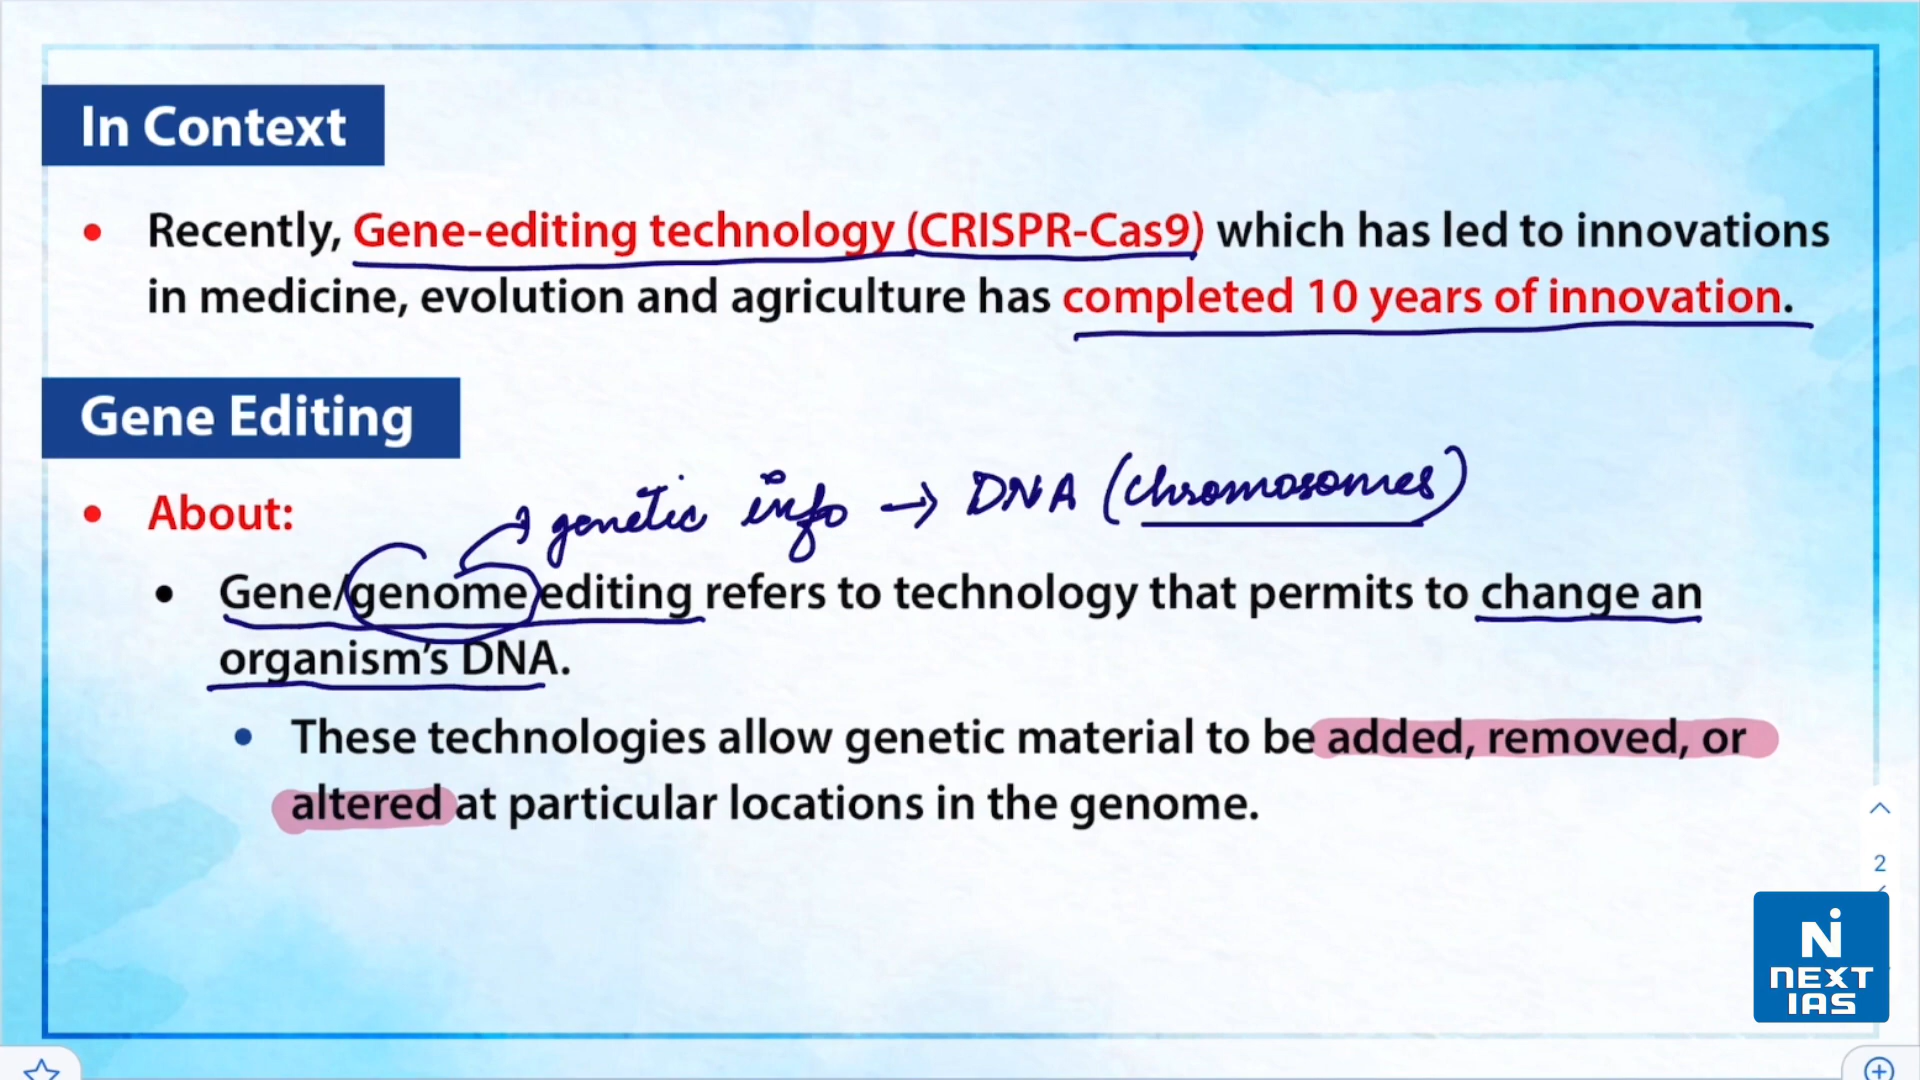 In Context
• Recently, Gene-editing technology (CRISPR-Cas9) which has led to innovations
in medicine, evolution and agriculture has completed 10 years of innovation.
Gene Editing
genetic info → DNA (chromosomes)
• About:
• Gene/genome editing refers to technology that permits to change an
organism's DNA.
• These technologies allow genetic material to be added, removed, or
altered at particular locations in the genome.
2
N
NEXT
IAS